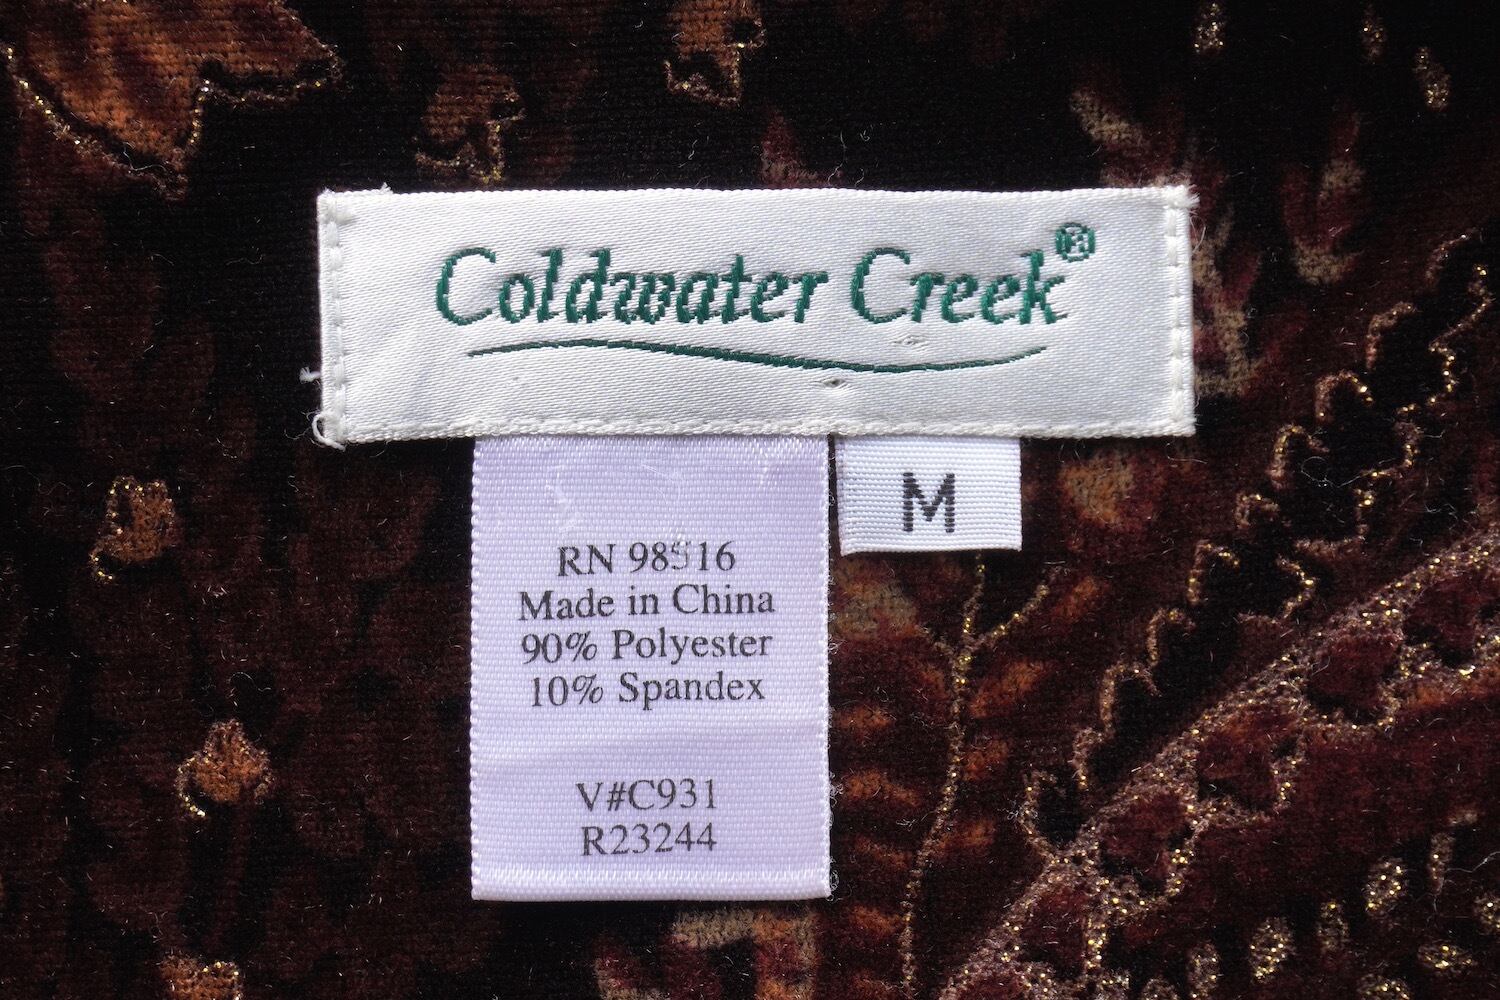 Coldwater Creek®
M
RN 98516
Made in China
90% Polyester
10% Spandex
V#C931
R23244